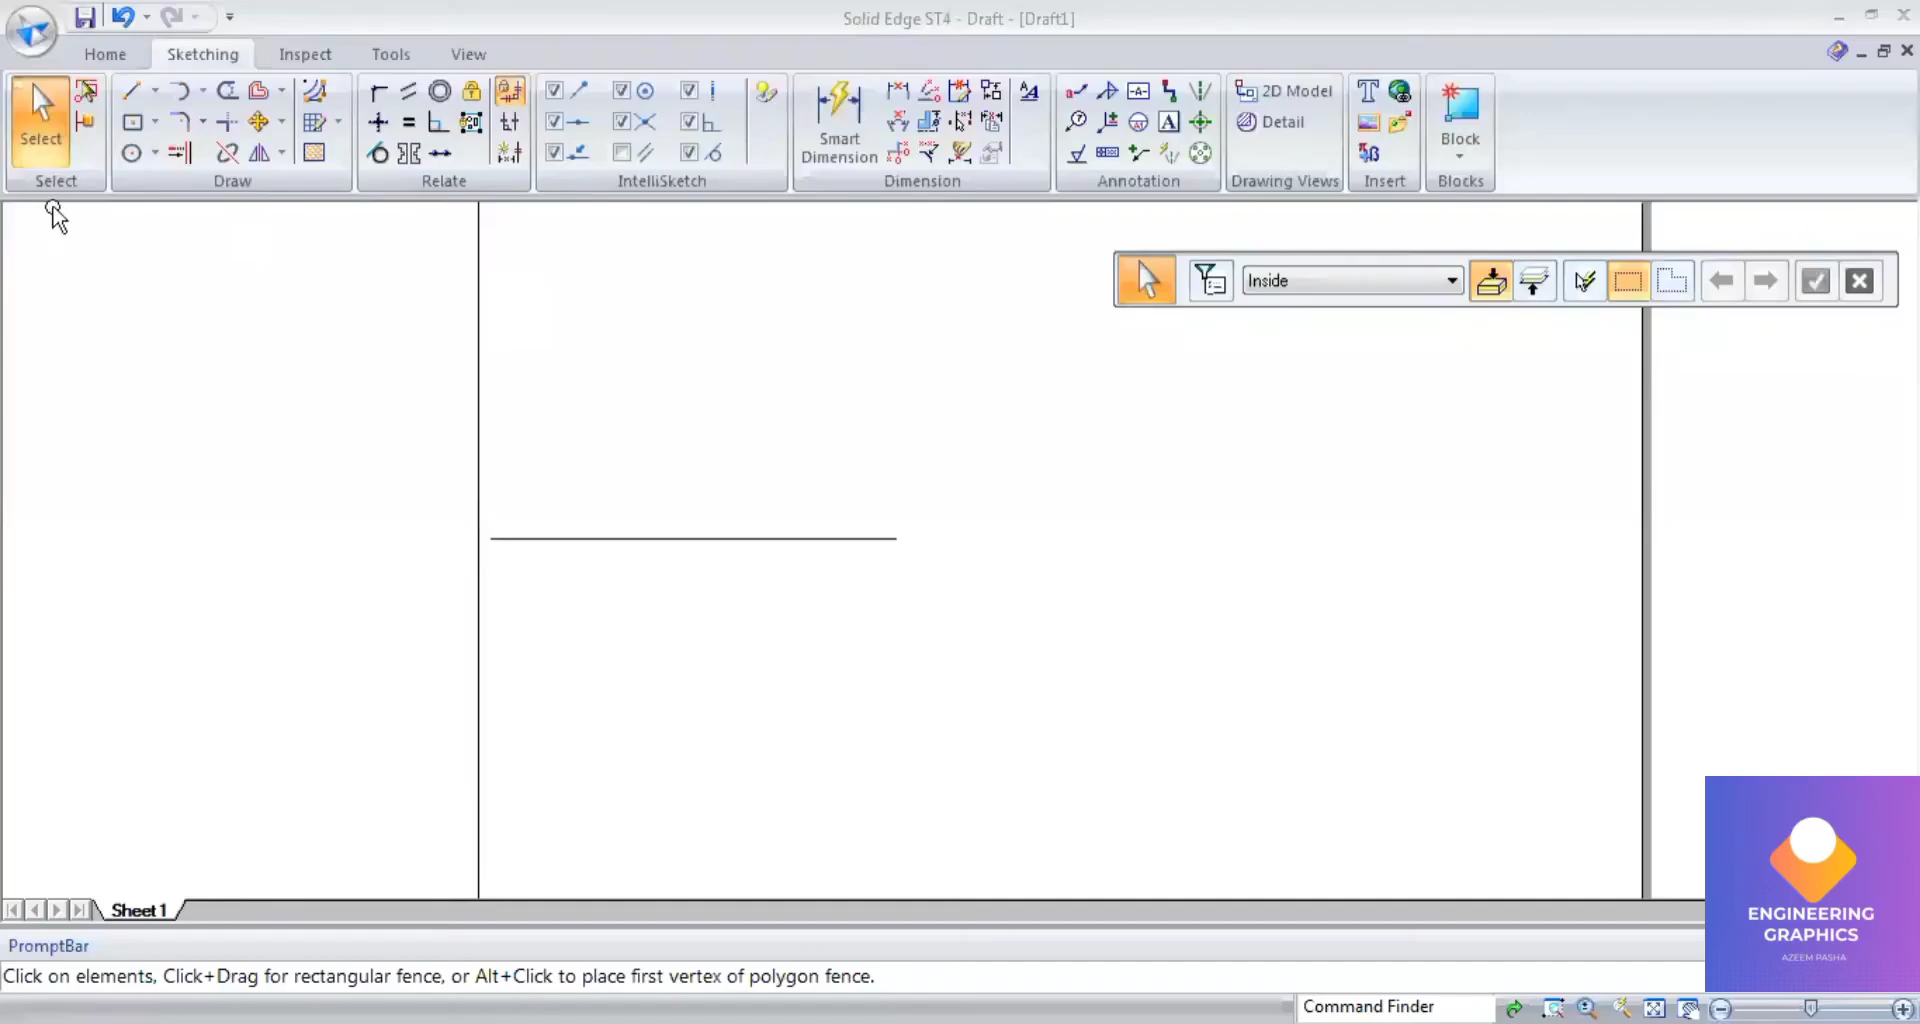 Solid Edge ST4 - Draft - [Draft1]
Home Sketching Inspect Tools View
Select
Smart
Dimension
2D Model
Detail
Block
Select Draw Relate IntelliSketch Dimension Annotation Drawing Views Insert Blocks
Inside
Sheet1
PromptBar
Click on elements, Click+Drag for rectangular fence, or Alt+Click to place first vertex of polygon fence.
Command Finder
ENGINEERING
GRAPHICS
AZEEM PASHA